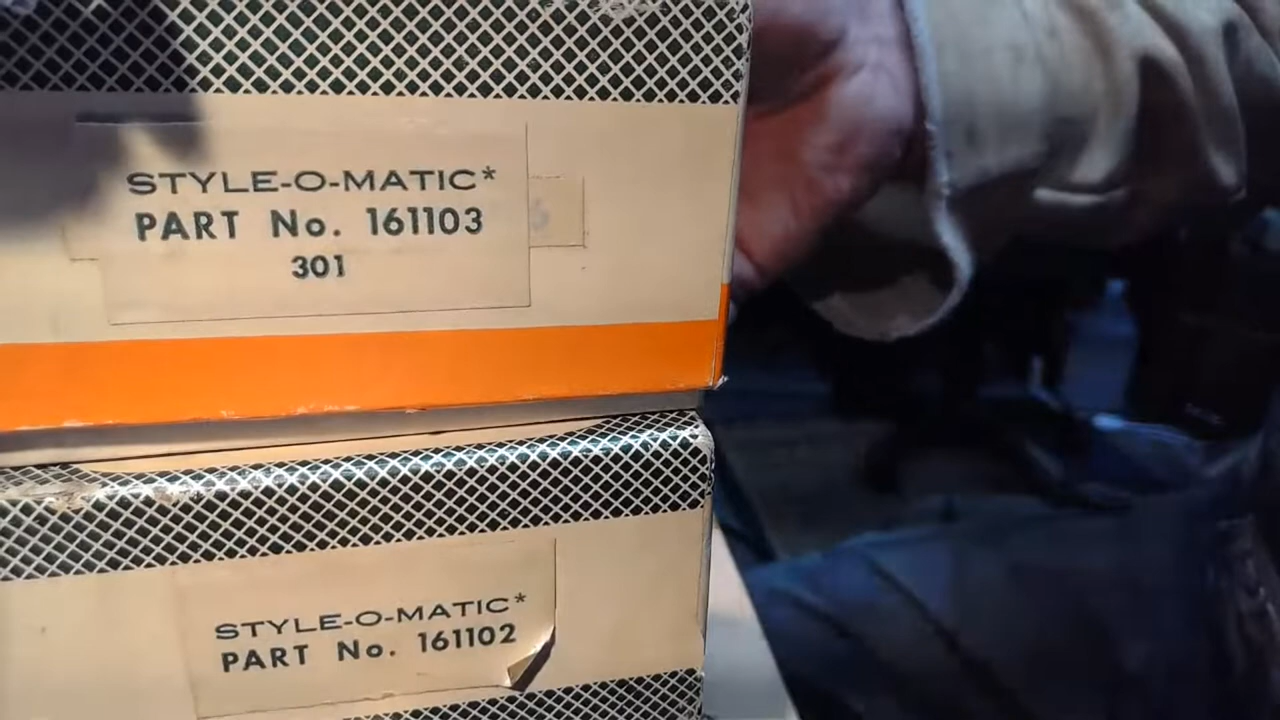 STYLE-O-MATIC*
PART No. 161103
301
STYLE-O-MATIC*
PART No. 161102